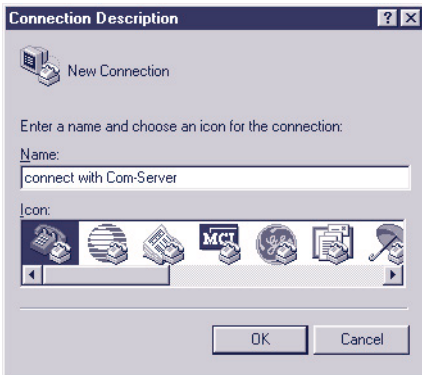 Connection Description
New Connection
Enter a name and choose an icon for the connection:
Name:
connect with Com-Server
Icon:
MCI
OK
Cancel